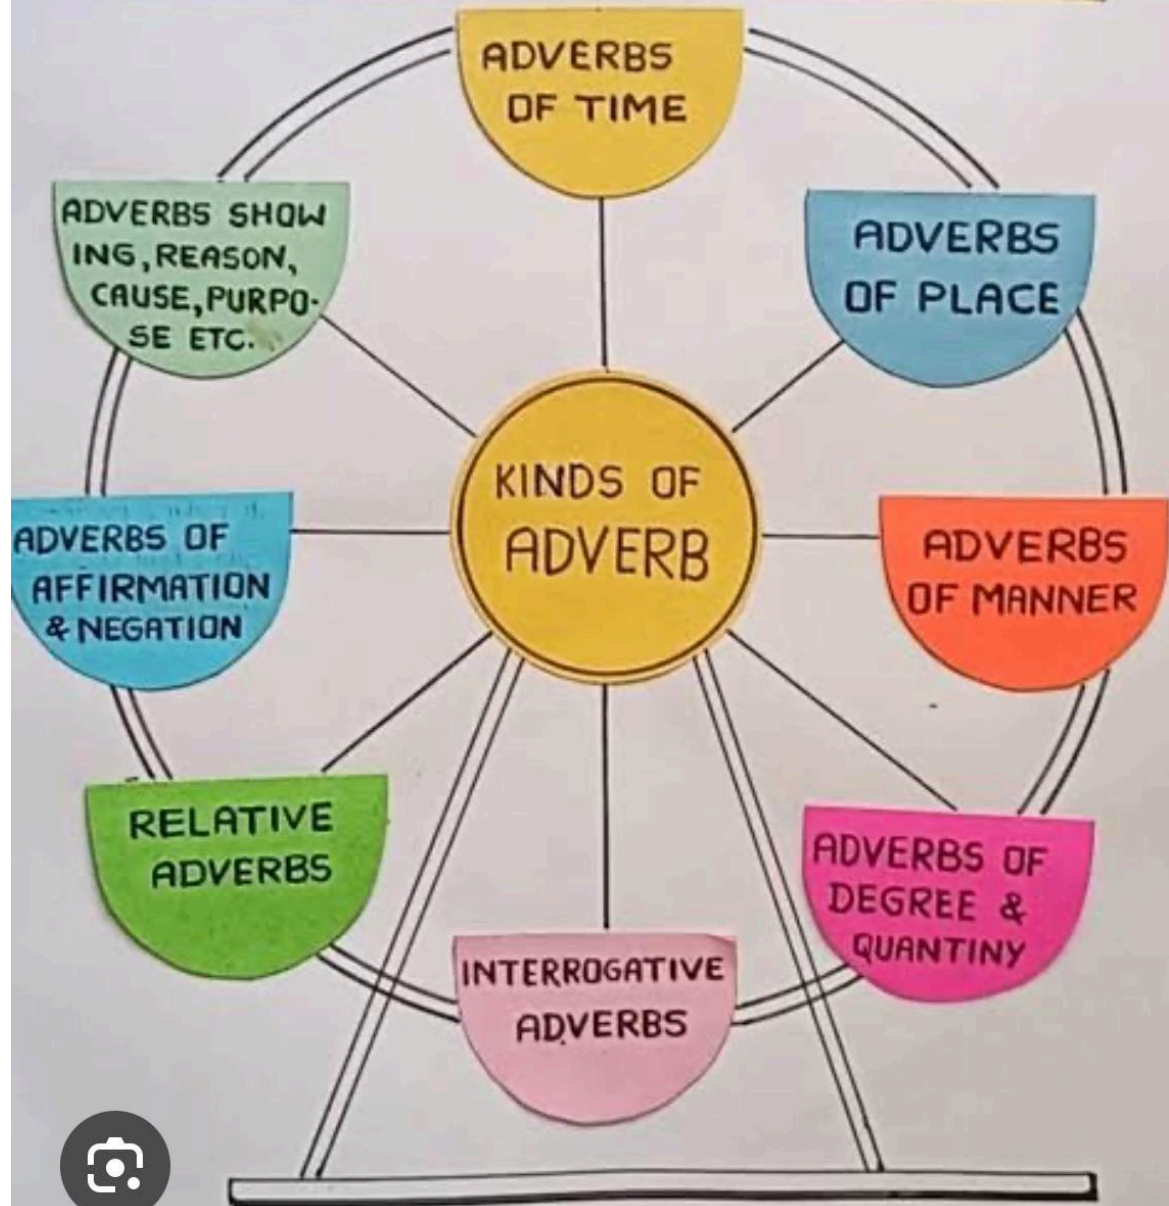 ADVERBS
OF TIME
ADVERBS
OF PLACE
ADVERBS
OF MANNER
ADVERBS OF
DEGREE &
QUANTINY
INTERROGATIVE
ADVERBS
RELATIVE
ADVERBS
ADVERBS OF
AFFIRMATION
& NEGATION
ADVERBS SHOW
ING, REASON,
CAUSE, PURPO-
SE ETC.
KINDS OF
ADVERB